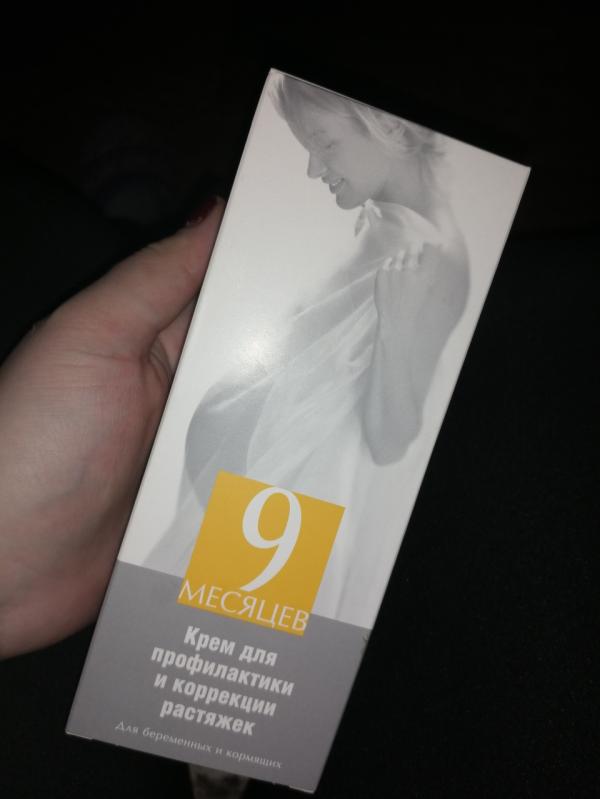 9
МЕСЯЦЕВ
Крем для
профилактики
и коррекции
растяжек
Для беременных и кормящих